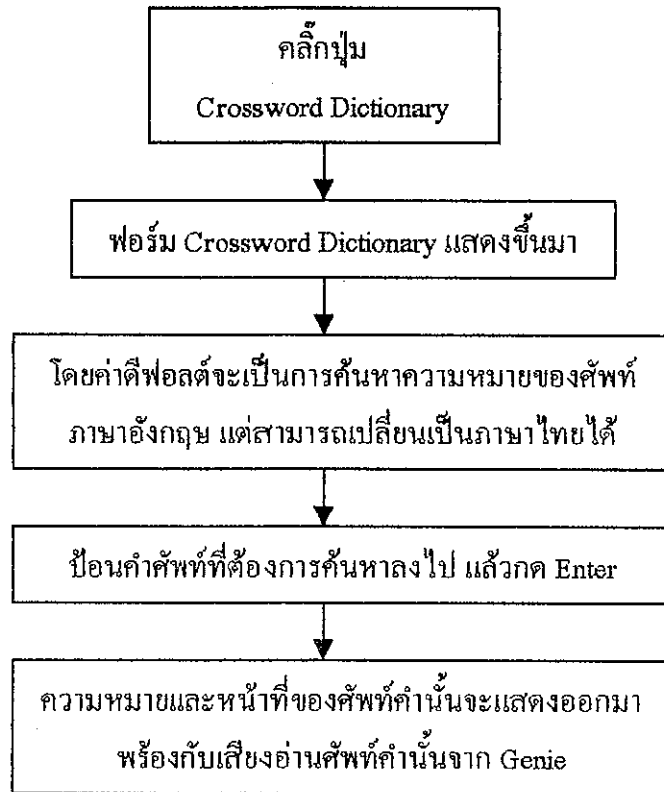 คลิ๊กปุ่ม
Crossword Dictionary
ฟอร์ม Crossword Dictionary แสดงขึ้นมา
โดยค่าดีฟอลต์จะเป็นการค้นหาความหมายของศัพท์
ภาษาอังกฤษ แต่สามารถเปลี่ยนเป็นภาษาไทยได้
ป้อนคำศัพท์ที่ต้องการค้นหาลงไป แล้วกด Enter
ความหมายและหน้าที่ของศัพท์คำนั้นจะแสดงออกมา
พร้องกับเสียงอ่านศัพท์คำนั้นจาก Genie